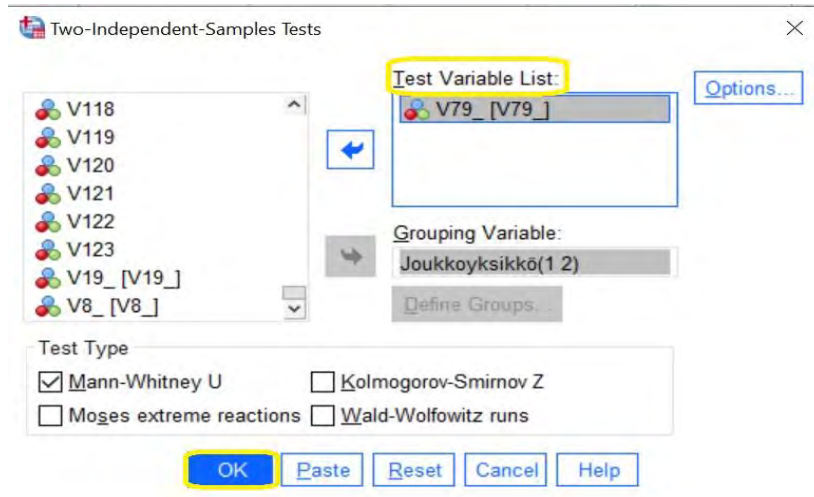 Two-Independent-Samples Tests
Test Variable List:
Options...
V118
V119
V120
V121
V122
V123
V19_ [V19_]
V8_ [V8_]
V79_ [V79_]
Grouping Variable:
Joukkoyksikkö(1 2)
Define Groups...
Test Type
Mann-Whitney U
Kolmogorov-Smirnov Z
Moses extreme reactions
Wald-Wolfowitz runs
OK
Paste
Reset
Cancel
Help